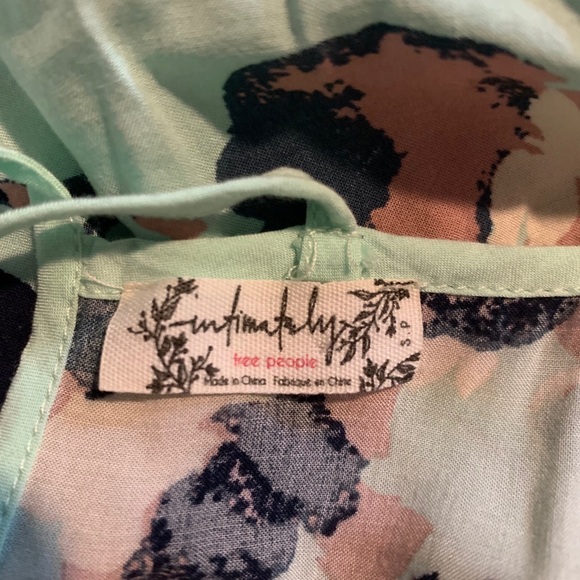 intimately
free people
Made in China Fabriqué en Chine
S.P